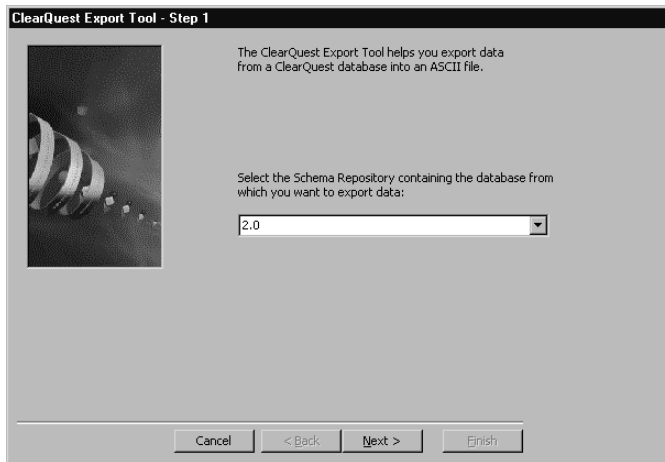 ClearQuest Export Tool - Step 1
The ClearQuest Export Tool helps you export data
from a ClearQuest database into an ASCII file.
Select the Schema Repository containing the database from
which you want to export data:
2.0
Cancel
< Back
Next >
Finish